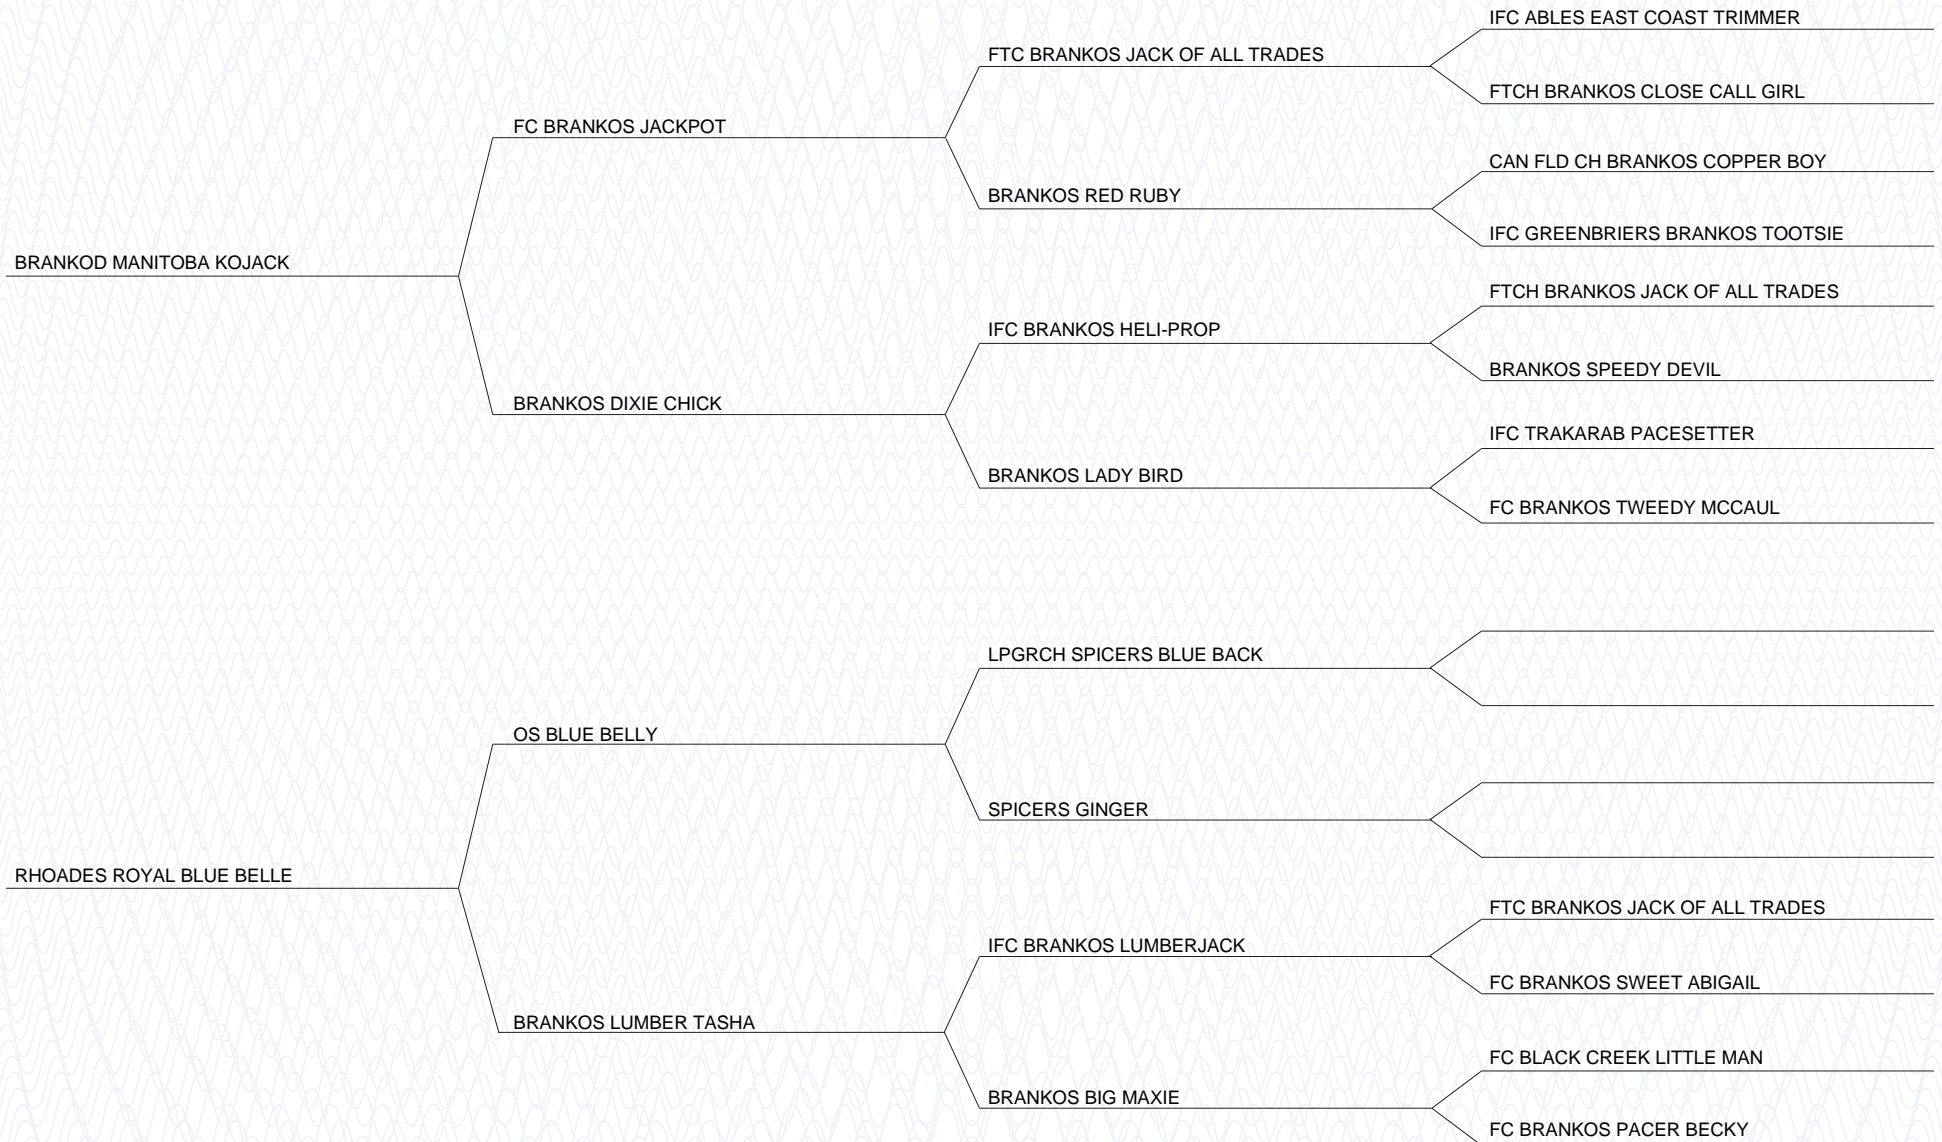 IFC ABLES EAST COAST TRIMMER
FTC BRANKOS JACK OF ALL TRADES
FTCH BRANKOS CLOSE CALL GIRL
FC BRANKOS JACKPOT
CAN FLD CH BRANKOS COPPER BOY
BRANKOS RED RUBY
IFC GREENBRIERS BRANKOS TOOTSIE
BRANKOD MANITOBA KOJACK
FTCH BRANKOS JACK OF ALL TRADES
IFC BRANKOS HELI-PROP
BRANKOS SPEEDY DEVIL
BRANKOS DIXIE CHICK
IFC TRAKARAB PACESETTER
BRANKOS LADY BIRD
FC BRANKOS TWEEDY MCCAUL
LPGRCH SPICERS BLUE BACK
OS BLUE BELLY
SPICERS GINGER
RHOADES ROYAL BLUE BELLE
FTC BRANKOS JACK OF ALL TRADES
IFC BRANKOS LUMBERJACK
FC BRANKOS SWEET ABIGAIL
BRANKOS LUMBER TASHA
FC BLACK CREEK LITTLE MAN
BRANKOS BIG MAXIE
FC BRANKOS PACER BECKY